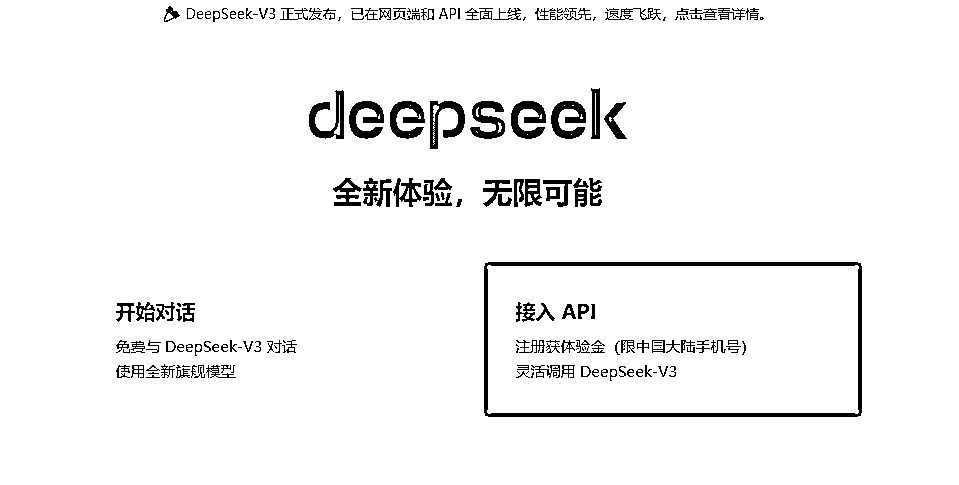 DeepSeek-V3 正式发布，已在网页端和 API 全面上线，性能领先，速度飞跃，点击查看详情。
deepseek
全新体验，无限可能
开始对话
免费与 DeepSeek-V3 对话
使用全新旗舰模型
接入 API
注册获体验金（限中国大陆手机号）
灵活调用 DeepSeek-V3